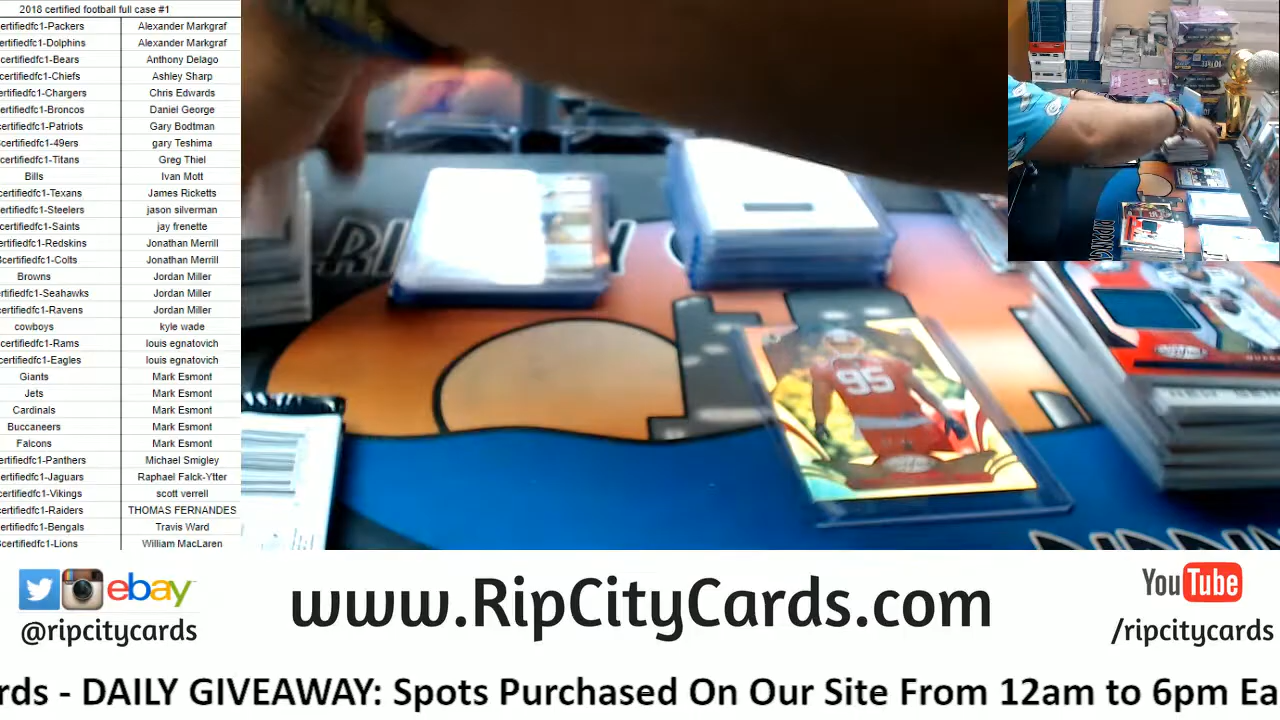 2018 certified football full case #1
ertifiedfc1-Packers Alexander Markgraf
ertifiedfc1-Dolphins Alexander Markgraf
certifiedfc1-Bears Anthony Delago
certifiedfc1-Chiefs Ashley Sharp
ertifiedfc1-Chargers Chris Edwards
ertifiedfc1-Broncos Daniel George
ertifiedfc1-Patriots Gary Bodtman
certifiedfc1-49ers gary Teshima
certifiedfc1-Titans Greg Thiel
Bills Ivan Mott
certifiedfc1-Texans James Ricketts
ertifiedfc1-Steelers jason silverman
certifiedfc1-Saints jay frenette
ertifiedfc1-Redskins Jonathan Merrill
certifiedfc1-Colts Jonathan Merrill
Browns Jordan Miller
rtifiedfc1-Seahawks Jordan Miller
ertifiedfc1-Ravens Jordan Miller
cowboys kyle wade
certifiedfc1-Rams louis egnatovich
certifiedfc1-Eagles louis egnatovich
Giants Mark Esmont
Jets Mark Esmont
Cardinals Mark Esmont
Buccaneers Mark Esmont
Falcons Mark Esmont
ertifiedfc1-Panthers Michael Smigley
ertifiedfc1-Jaguars Raphael Falck-Ytter
certifiedfc1-Vikings scott verrell
ertifiedfc1-Raiders THOMAS FERNANDES
ertifiedfc1-Bengals Travis Ward
certifiedfc1-Lions William MacLaren
95
ebay
@ripcitycards
www.RipCityCards.com
YouTube
/ripcitycards
rds - DAILY GIVEAWAY: Spots Purchased On Our Site From 12am to 6pm Ea